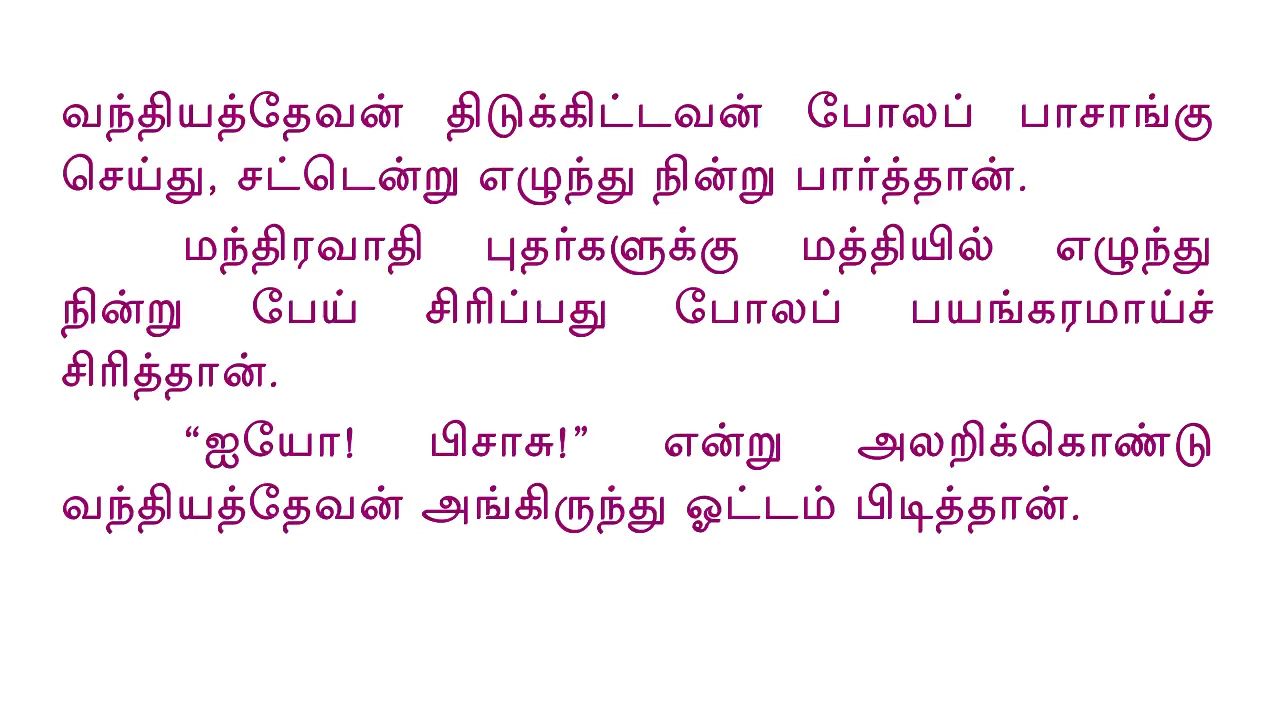 வந்தியத்தேவன் திடுக்கிட்டவன் போலப் பாசாங்கு
செய்து, சட்டென்று எழுந்து நின்று பார்த்தான்.
மந்திரவாதி புதர்களுக்கு மத்தியில் எழுந்து
நின்று பேய் சிரிப்பது போலப் பயங்கரமாய்ச்
சிரித்தான்.
“ஐயோ! பிசாசு!” என்று அலறிக்கொண்டு
வந்தியத்தேவன் அங்கிருந்து ஓட்டம் பிடித்தான்.